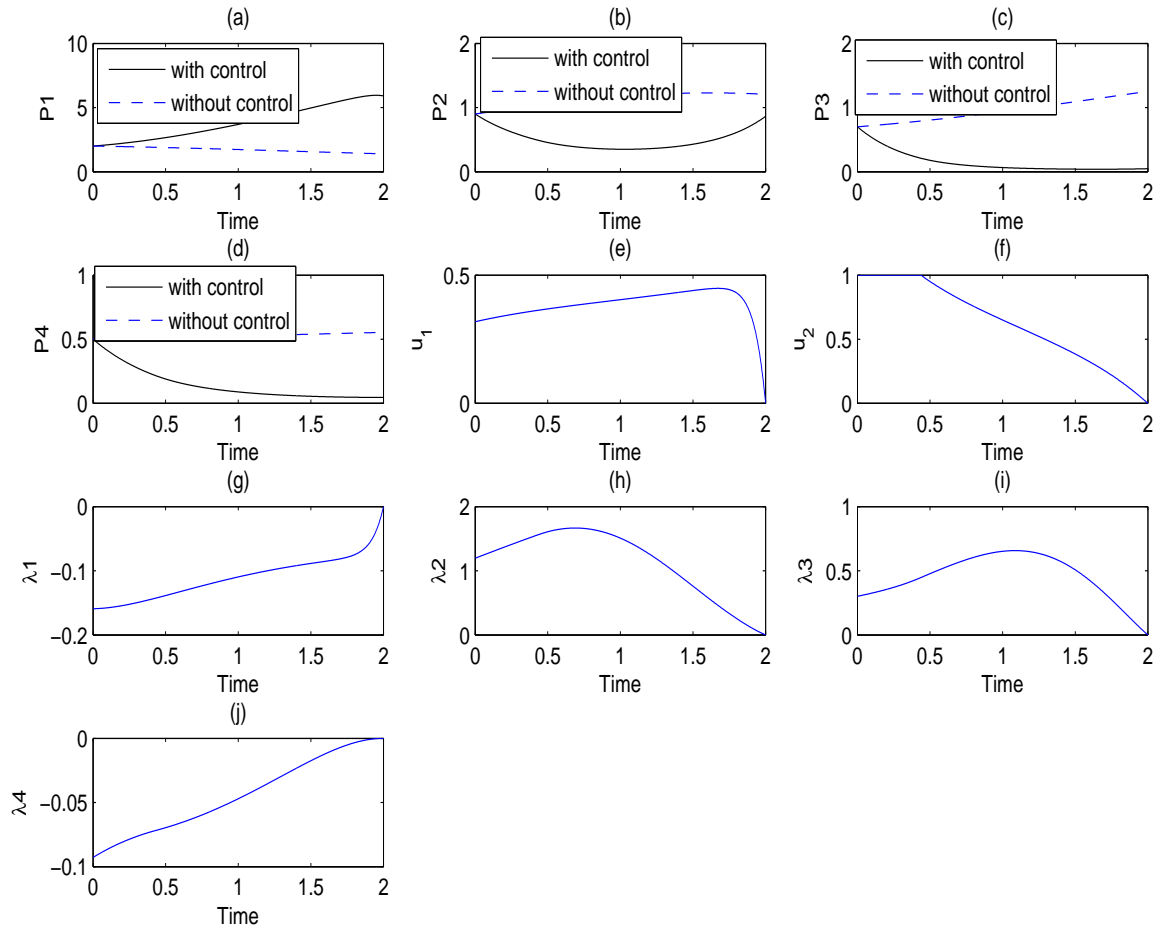 (a)
10
5
0
P1
with control
without control
0 0.5 1 1.5 2
Time
(b)
2
1
0
P2
with control
without control
0 0.5 1 1.5 2
Time
(c)
2
1
0
P3
with control
without control
0 0.5 1 1.5 2
Time
(d)
1
0.5
0
P4
with control
without control
0 0.5 1 1.5 2
Time
(e)
0.5
0
u1
0 0.5 1 1.5 2
Time
(f)
1
0.5
0
u2
0 0.5 1 1.5 2
Time
(g)
0
−0.1
−0.2
λ1
0 0.5 1 1.5 2
Time
(h)
2
1
0
λ2
0 0.5 1 1.5 2
Time
(i)
1
0.5
0
λ3
0 0.5 1 1.5 2
Time
(j)
0
−0.05
−0.1
λ4
0 0.5 1 1.5 2
Time